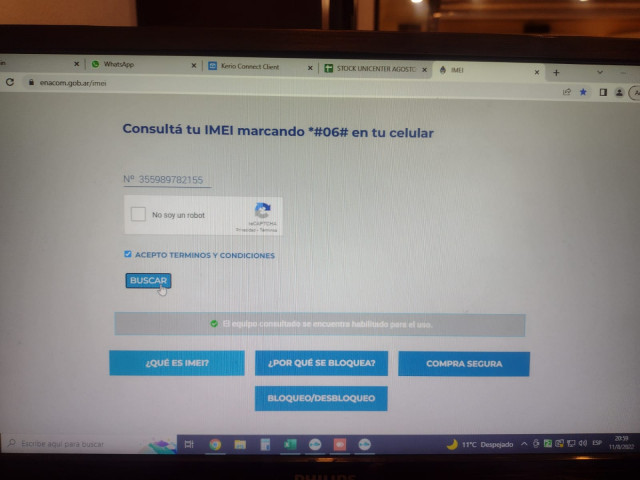 WhatsApp
Kerio Connect Client
STOCK UNICENTER AGOSTO
IMEI
enacom.gob.ar/imei
Consultá tu IMEI marcando *#06# en tu celular
Nº 355989782155
No soy un robot
reCAPTCHA
Privacidad - Términos
ACEPTO TERMINOS Y CONDICIONES
BUSCAR
El equipo consultado se encuentra habilitado para el uso.
¿QUÉ ES IMEI?
¿POR QUÉ SE BLOQUEA?
COMPRA SEGURA
BLOQUEO/DESBLOQUEO
Escribe aquí para buscar
11°C Despejado
ESP
20:59
11/8/2022
PHILIPS